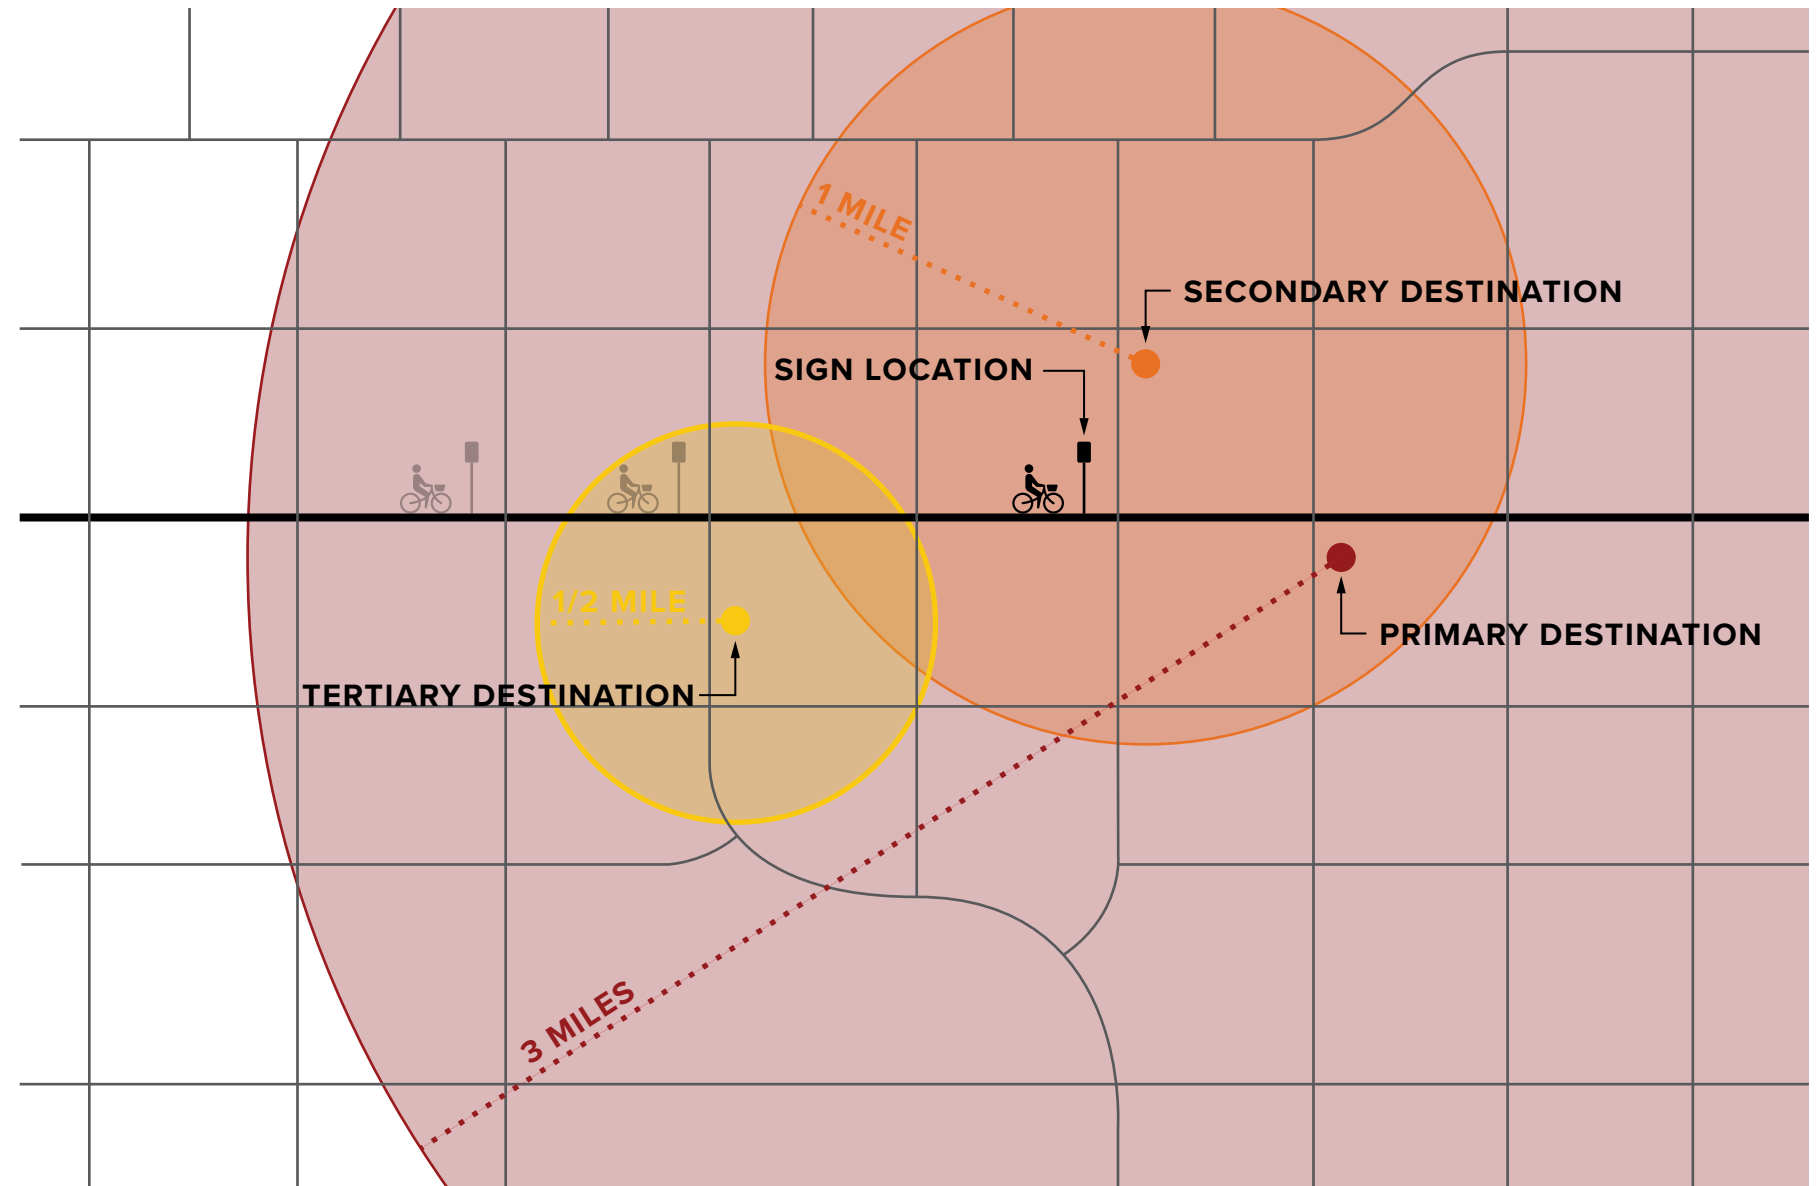 1 MILE
SECONDARY DESTINATION
SIGN LOCATION
1/2 MILE
PRIMARY DESTINATION
TERTIARY DESTINATION
3 MILES